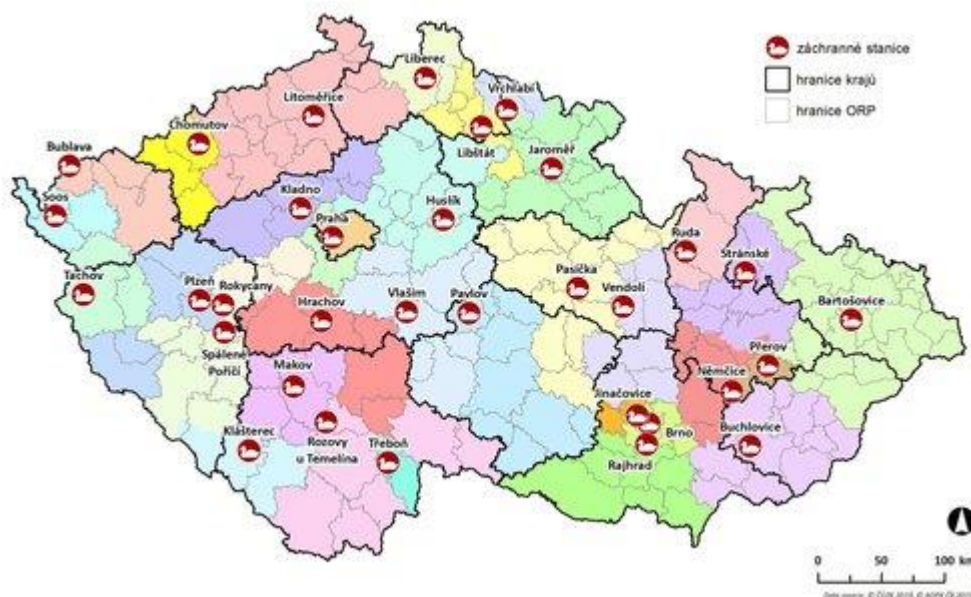 záchranné stanice
hranice krajů
hranice ORP
Liberec
Vrchlabí
Litoměřice
Chomutov
Libštát
Jaroměř
Bublava
Soos
Kladno
Huslík
Praha
Ruda
Stránské
Tachov
Plzeň
Rokycany
Hrachov
Vlašim
Pavlov
Pasíčka
Vendolí
Bartošovice
Spálené
Poříčí
Makov
Přerov
Němčice
Jinačovice
Klášterec
Rozovy
u Temelína
Třeboň
Brno
Buchlovice
Rajhrad
0 50 100 km